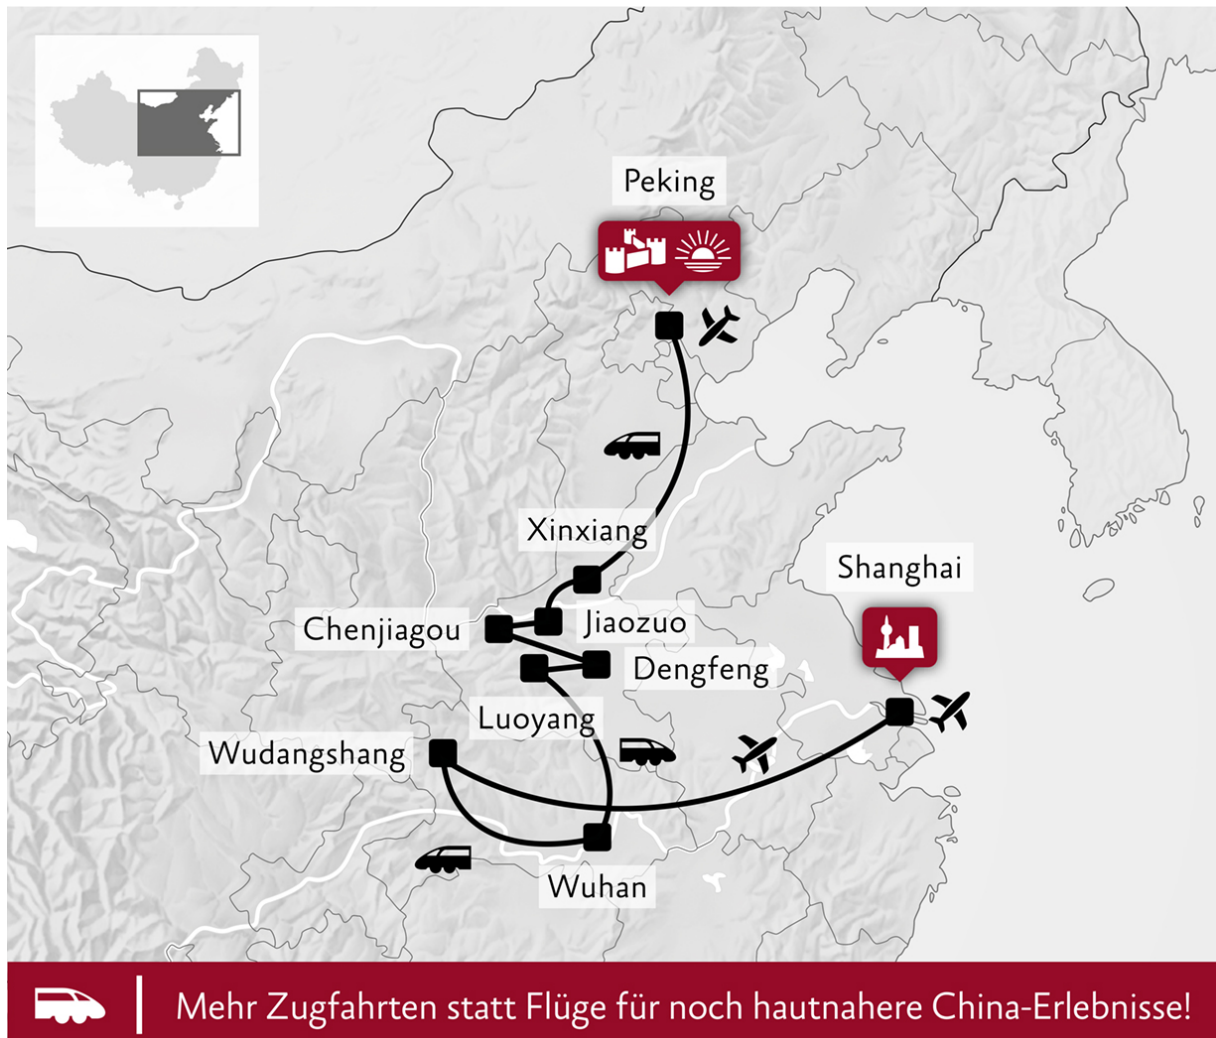 Peking
Xinxiang
Shanghai
Chenjiagou
Jiaozuo
Dengfeng
Luoyang
Wudangshang
Wuhan
Mehr Zugfahrten statt Flüge für noch hautnahere China-Erlebnisse!